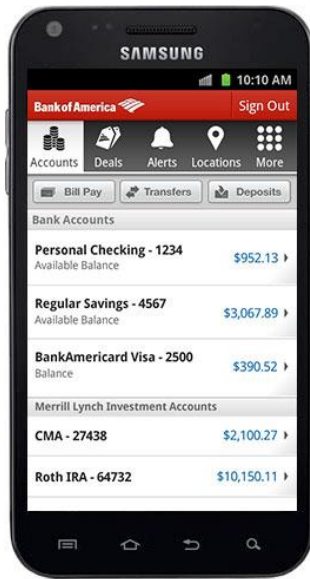 SAMSUNG
10:10 AM
Bank of America
Sign Out
Accounts Deals Alerts Locations More
Bill Pay Transfers Deposits
Bank Accounts
Personal Checking - 1234
Available Balance
$952.13
Regular Savings - 4567
Available Balance
$3,067.89
BankAmericard Visa - 2500
Balance
$390.52
Merrill Lynch Investment Accounts
CMA - 27438 $2,100.27
Roth IRA - 64732 $10,150.11